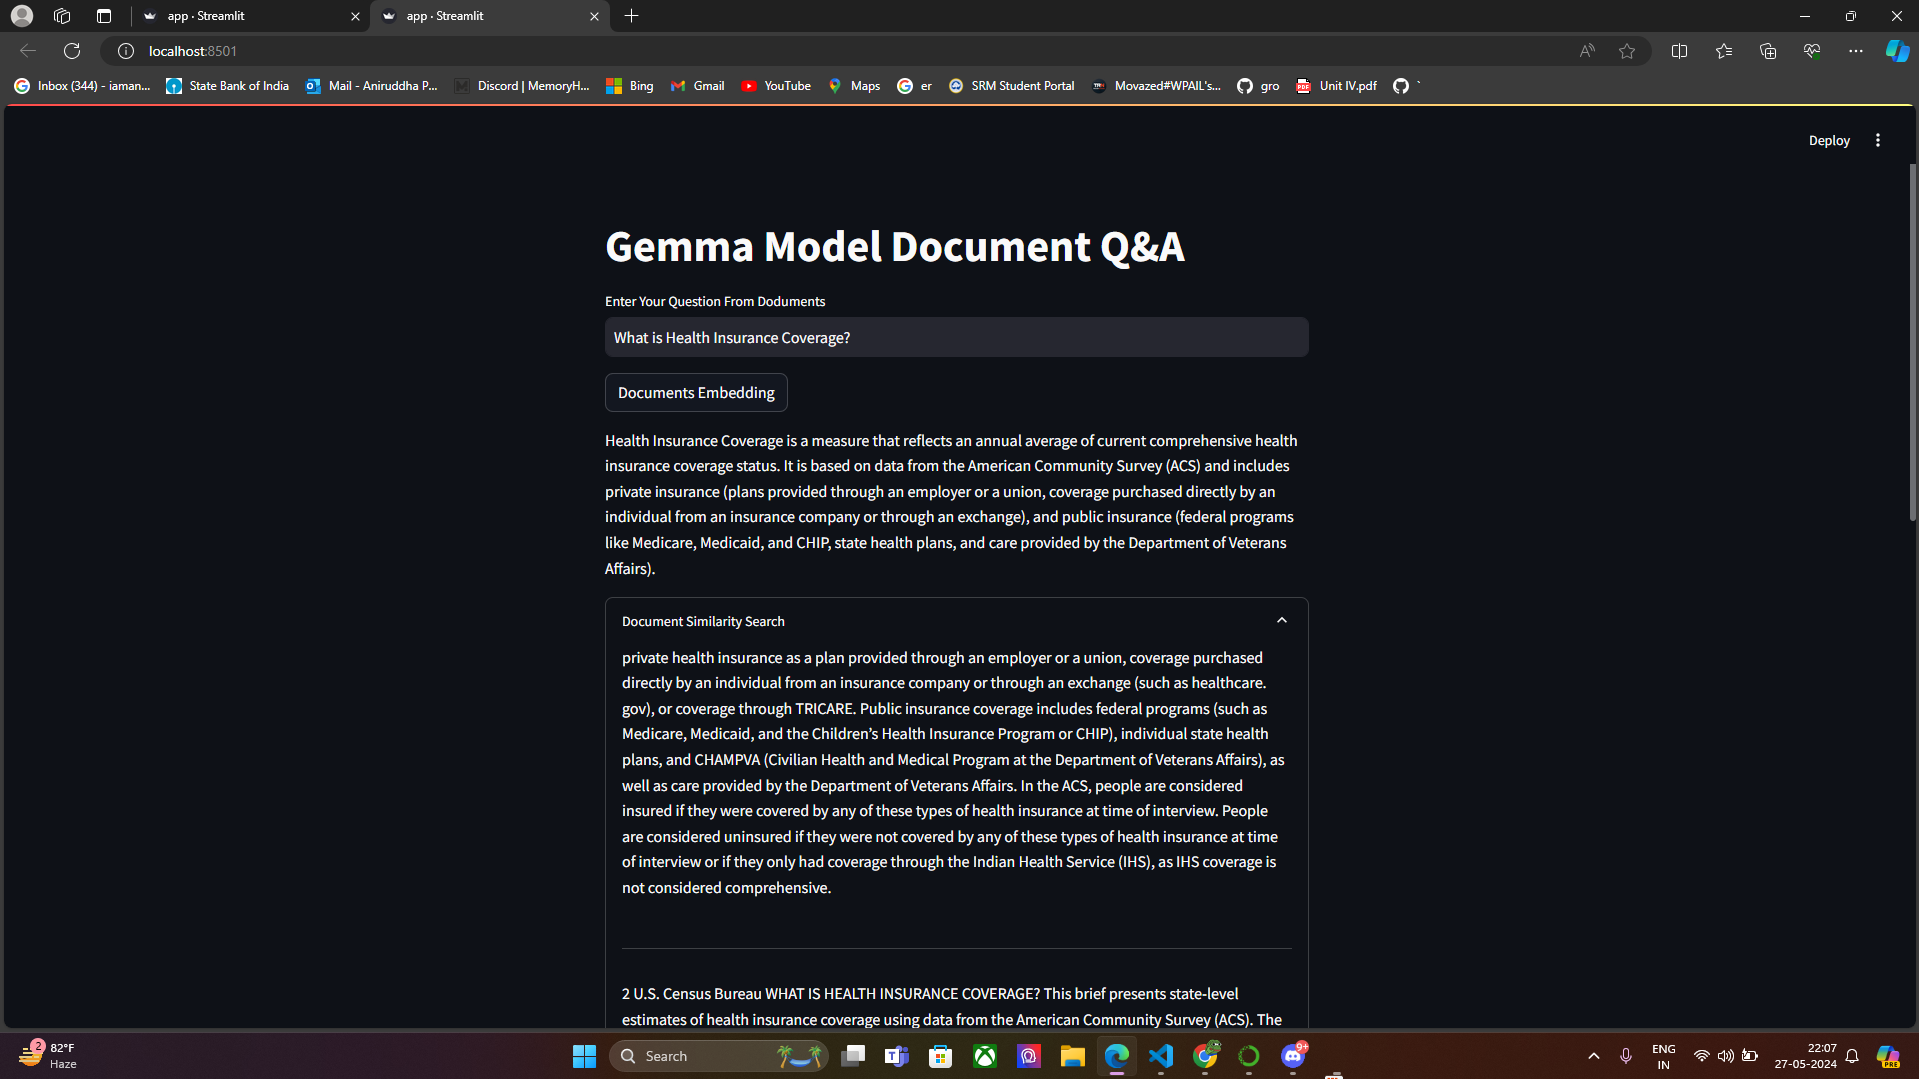 app · Streamlit
app · Streamlit
localhost:8501
Inbox (344) - iaman...
State Bank of India
Mail - Aniruddha P...
Discord | MemoryH...
Bing
Gmail
YouTube
Maps
er
SRM Student Portal
Movazed#WPAIL's...
gro
Unit IV.pdf
`
Deploy
Gemma Model Document Q&A
Enter Your Question From Doduments
What is Health Insurance Coverage?
Documents Embedding
Health Insurance Coverage is a measure that reflects an annual average of current comprehensive health
insurance coverage status. It is based on data from the American Community Survey (ACS) and includes
private insurance (plans provided through an employer or a union, coverage purchased directly by an
individual from an insurance company or through an exchange), and public insurance (federal programs
like Medicare, Medicaid, and CHIP, state health plans, and care provided by the Department of Veterans
Affairs).
Document Similarity Search
private health insurance as a plan provided through an employer or a union, coverage purchased
directly by an individual from an insurance company or through an exchange (such as healthcare.
gov), or coverage through TRICARE. Public insurance coverage includes federal programs (such as
Medicare, Medicaid, and the Children’s Health Insurance Program or CHIP), individual state health
plans, and CHAMPVA (Civilian Health and Medical Program at the Department of Veterans Affairs), as
well as care provided by the Department of Veterans Affairs. In the ACS, people are considered
insured if they were covered by any of these types of health insurance at time of interview. People
are considered uninsured if they were not covered by any of these types of health insurance at time
of interview or if they only had coverage through the Indian Health Service (IHS), as IHS coverage is
not considered comprehensive.
2 U.S. Census Bureau WHAT IS HEALTH INSURANCE COVERAGE? This brief presents state-level
estimates of health insurance coverage using data from the American Community Survey (ACS). The
2
82°F
Haze
Search
9+
ENG
IN
22:07
27-05-2024
PRE